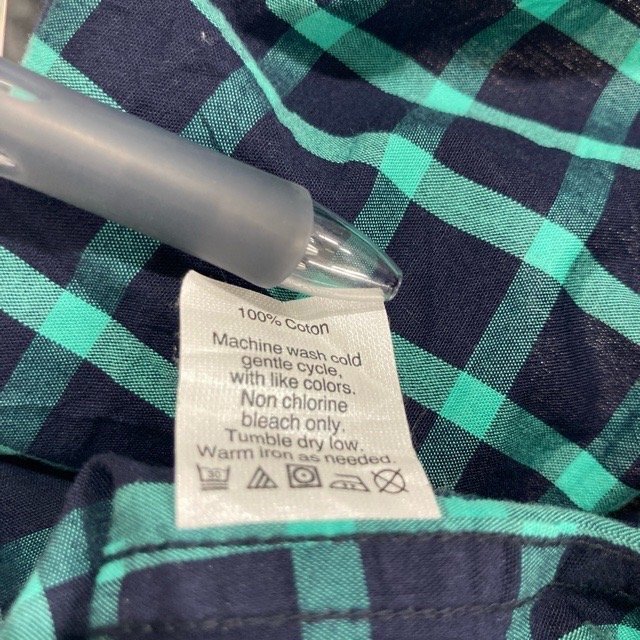 100% Coton
Machine wash cold
gentle cycle,
with like colors.
Non chlorine
bleach only.
Tumble dry low.
Warm iron as needed.
30